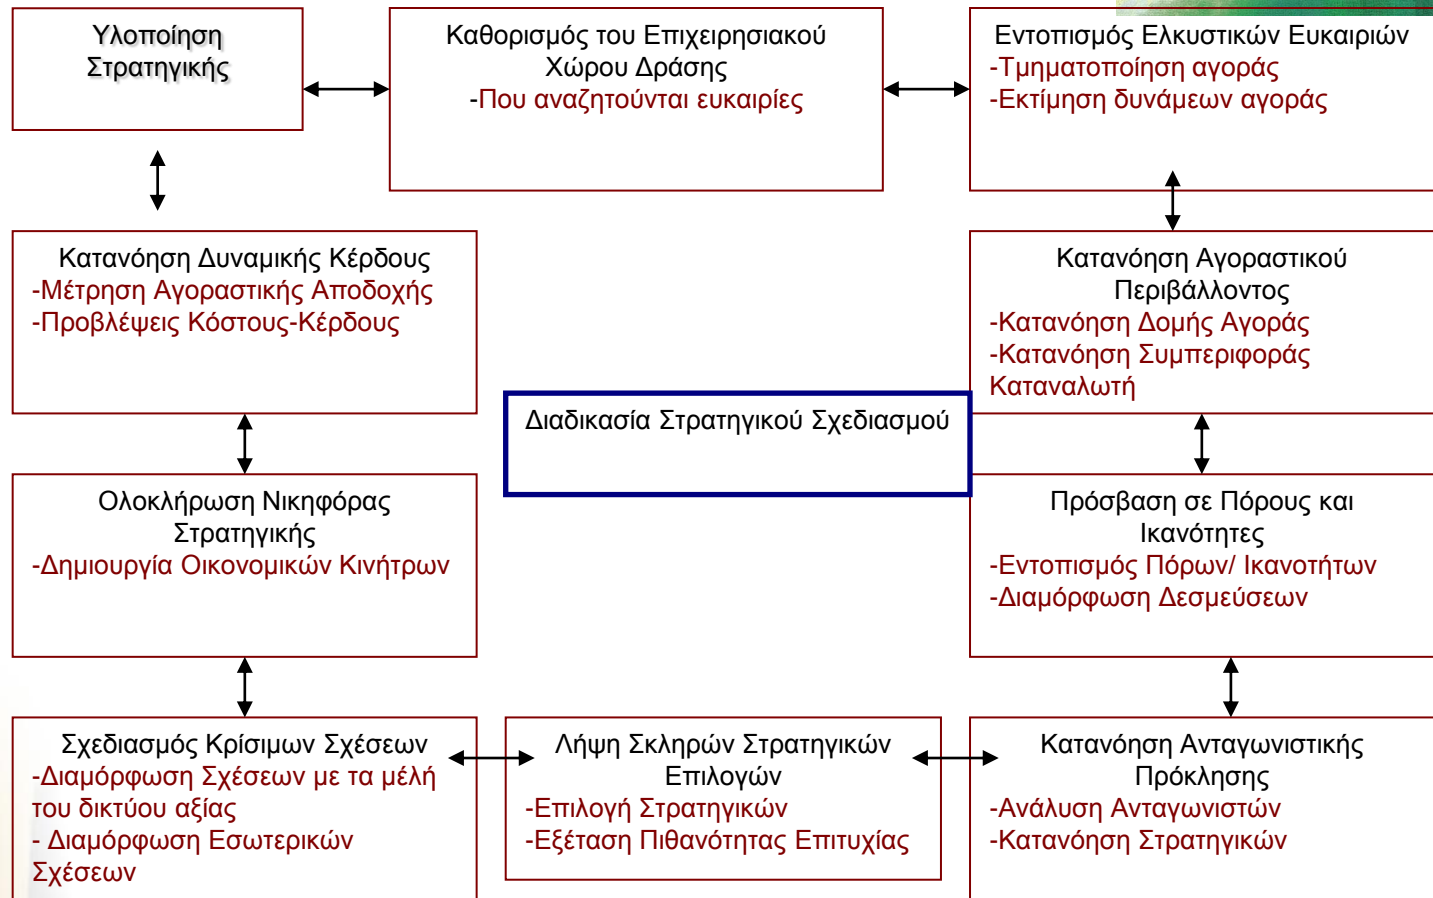 Υλοποίηση
Στρατηγικής
Καθορισμός του Επιχειρησιακού
Χώρου Δράσης
-Που αναζητούνται ευκαιρίες
Εντοπισμός Ελκυστικών Ευκαιριών
-Τμηματοποίηση αγοράς
-Εκτίμηση δυνάμεων αγοράς
Κατανόηση Δυναμικής Κέρδους
-Μέτρηση Αγοραστικής Αποδοχής
-Προβλέψεις Κόστους-Κέρδους
Κατανόηση Αγοραστικού
Περιβάλλοντος
-Κατανόηση Δομής Αγοράς
-Κατανόηση Συμπεριφοράς
Καταναλωτή
Διαδικασία Στρατηγικού Σχεδιασμού
Ολοκλήρωση Νικηφόρας
Στρατηγικής
-Δημιουργία Οικονομικών Κινήτρων
Πρόσβαση σε Πόρους και
Ικανότητες
-Εντοπισμός Πόρων/ Ικανοτήτων
-Διαμόρφωση Δεσμεύσεων
Σχεδιασμός Κρίσιμων Σχέσεων
-Διαμόρφωση Σχέσεων με τα μέλή
του δικτύου αξίας
- Διαμόρφωση Εσωτερικών
Σχέσεων
Λήψη Σκληρών Στρατηγικών
Επιλογών
-Επιλογή Στρατηγικών
-Εξέταση Πιθανότητας Επιτυχίας
Κατανόηση Ανταγωνιστικής
Πρόκλησης
-Ανάλυση Ανταγωνιστών
-Κατανόηση Στρατηγικών